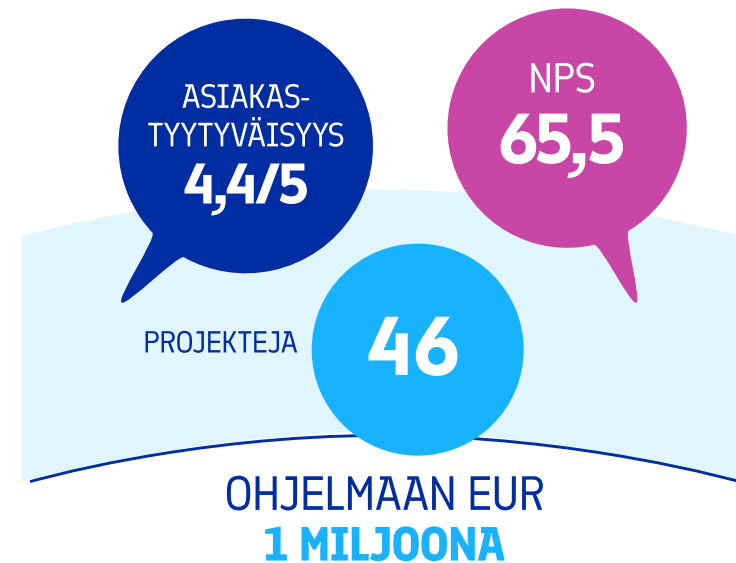 ASIAKAS-
TYYTYVÄISYYS
4,4/5
NPS
65,5
PROJEKTEJA
46
OHJELMAAN EUR
1 MILJOONA